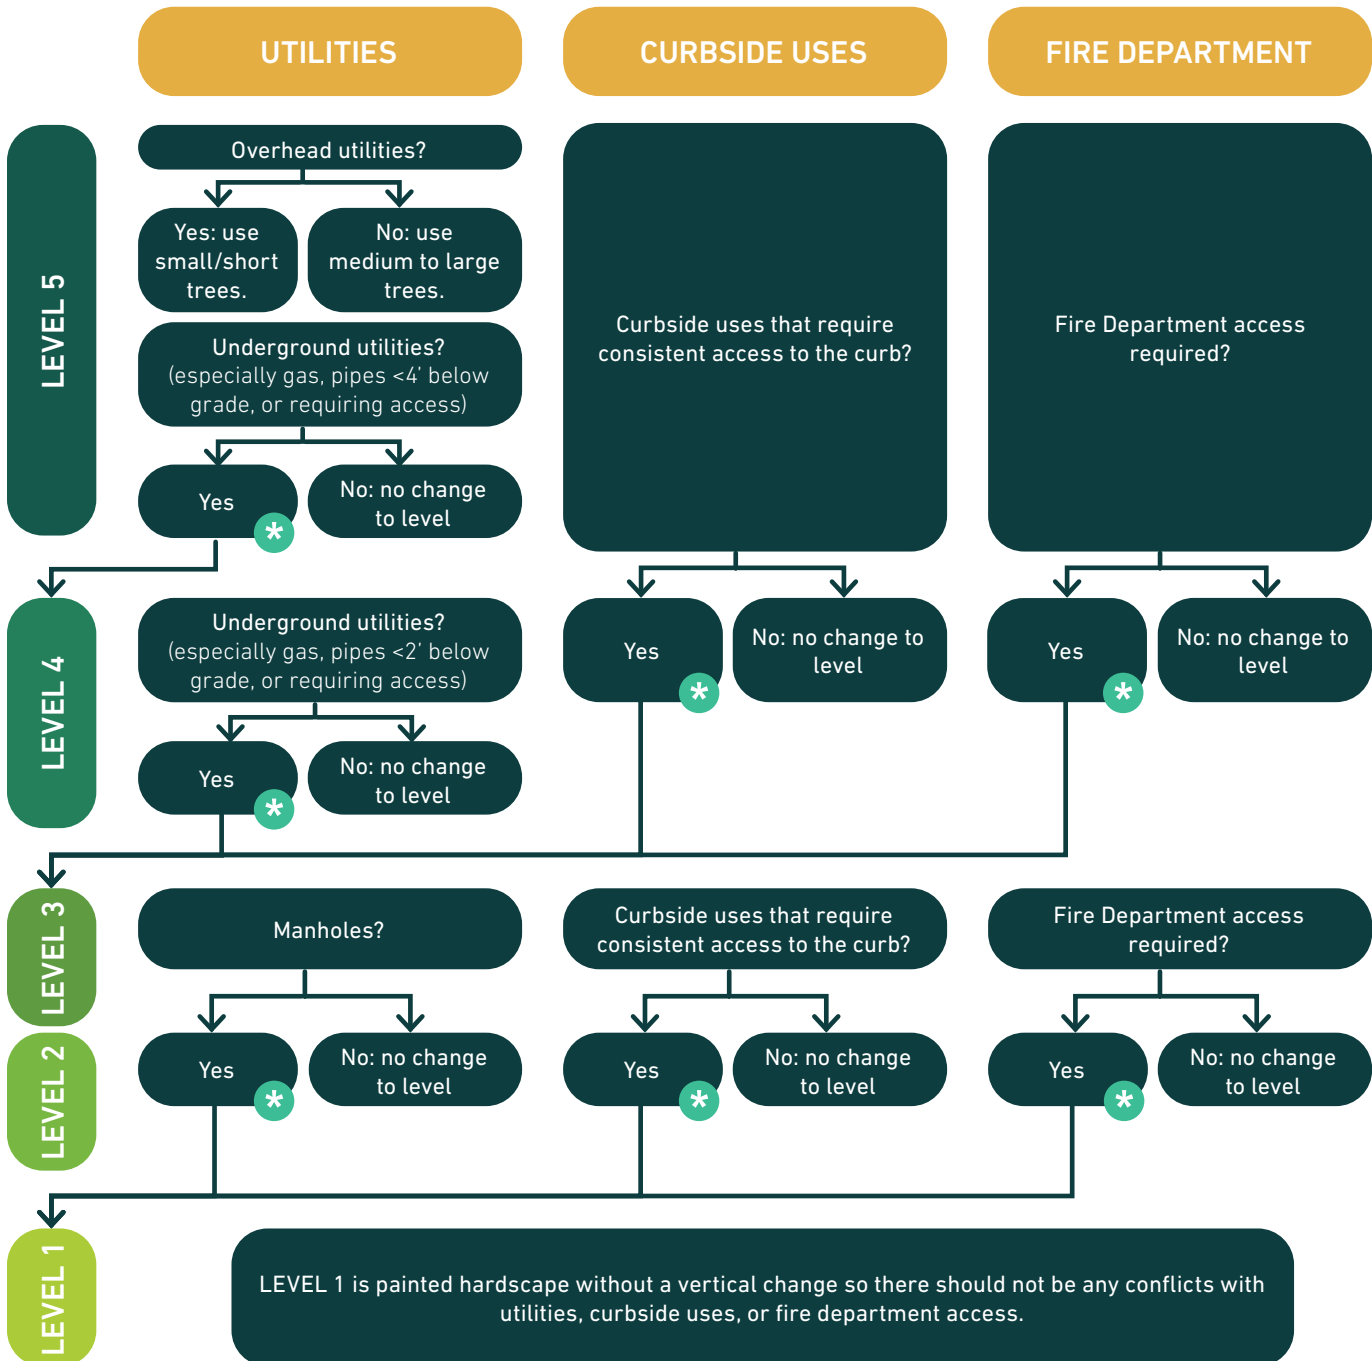 UTILITIES
CURBSIDE USES
FIRE DEPARTMENT
LEVEL 5
Overhead utilities?
Yes: use
small/short
trees.
No: use
medium to large
trees.
Underground utilities?
(especially gas, pipes <4’ below
grade, or requiring access)
Yes
*
No: no change
to level
Curbside uses that require
consistent access to the curb?
Fire Department access
required?
LEVEL 4
Underground utilities?
(especially gas, pipes <2’ below
grade, or requiring access)
Yes
*
No: no change
to level
Yes
*
No: no change to
level
Yes
*
No: no change to
level
LEVEL 3
Manholes?
Curbside uses that require
consistent access to the curb?
Fire Department access
required?
LEVEL 2
Yes
*
No: no change
to level
Yes
*
No: no change
to level
Yes
*
No: no change
to level
LEVEL 1
LEVEL 1 is painted hardscape without a vertical change so there should not be any conflicts with
utilities, curbside uses, or fire department access.